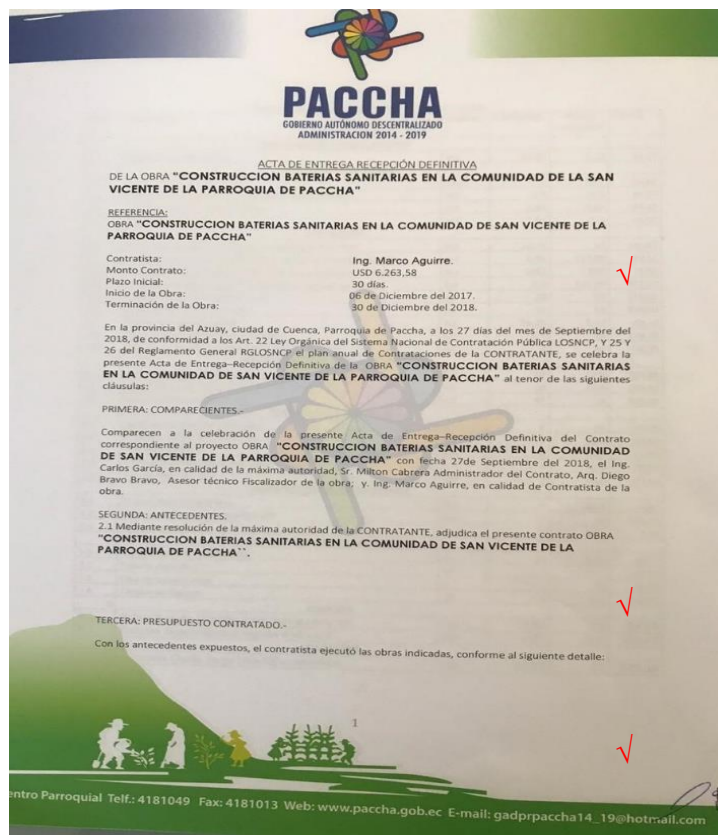 PACCHA
GOBIERNO AUTÓNOMO DESCENTRALIZADO
ADMINISTRACION 2014 - 2019
ACTA DE ENTREGA RECEPCIÓN DEFINITIVA
DE LA OBRA "CONSTRUCCION BATERIAS SANITARIAS EN LA COMUNIDAD DE LA SAN
VICENTE DE LA PARROQUIA DE PACCHA"
REFERENCIA:
OBRA "CONSTRUCCION BATERIAS SANITARIAS EN LA COMUNIDAD DE SAN VICENTE DE LA
PARROQUIA DE PACCHA"
Contratista: Ing. Marco Aguirre.
Monto Contrato: USD 6.263,58
Plazo Inicial: 30 días.
Inicio de la Obra: 06 de Diciembre del 2017.
Terminación de la Obra: 30 de Diciembre del 2018.
En la provincia del Azuay, ciudad de Cuenca, Parroquia de Paccha, a los 27 días del mes de Septiembre del
2018, de conformidad a los Art. 22 Ley Orgánica del Sistema Nacional de Contratación Pública LOSNCP, Y 25 Y
26 del Reglamento General RGLOSNCP el plan anual de Contrataciones de la CONTRATANTE, se celebra la
presente Acta de Entrega–Recepción Definitiva de la OBRA "CONSTRUCCION BATERIAS SANITARIAS
EN LA COMUNIDAD DE SAN VICENTE DE LA PARROQUIA DE PACCHA" al tenor de las siguientes
cláusulas:
PRIMERA: COMPARECIENTES.-
Comparecen a la celebración de la presente Acta de Entrega–Recepción Definitiva del Contrato
correspondiente al proyecto OBRA "CONSTRUCCION BATERIAS SANITARIAS EN LA COMUNIDAD
DE SAN VICENTE DE LA PARROQUIA DE PACCHA" con fecha 27de Septiembre del 2018, el Ing.
Carlos García, en calidad de la máxima autoridad, Sr. Milton Cabrera Administrador del Contrato, Arq. Diego
Bravo Bravo, Asesor técnico Fiscalizador de la obra; y. Ing. Marco Aguirre, en calidad de Contratista de la
obra.
SEGUNDA: ANTECEDENTES.
2.1 Mediante resolución de la máxima autoridad de la CONTRATANTE, adjudica el presente contrato OBRA
"CONSTRUCCION BATERIAS SANITARIAS EN LA COMUNIDAD DE SAN VICENTE DE LA
PARROQUIA DE PACCHA``.
TERCERA: PRESUPUESTO CONTRATADO.-
Con los antecedentes expuestos, el contratista ejecutó las obras indicadas, conforme al siguiente detalle:
1
entro Parroquial Telf.: 4181049 Fax: 4181013 Web: www.paccha.gob.ec E-mail: gadprpaccha14_19@hotmail.com